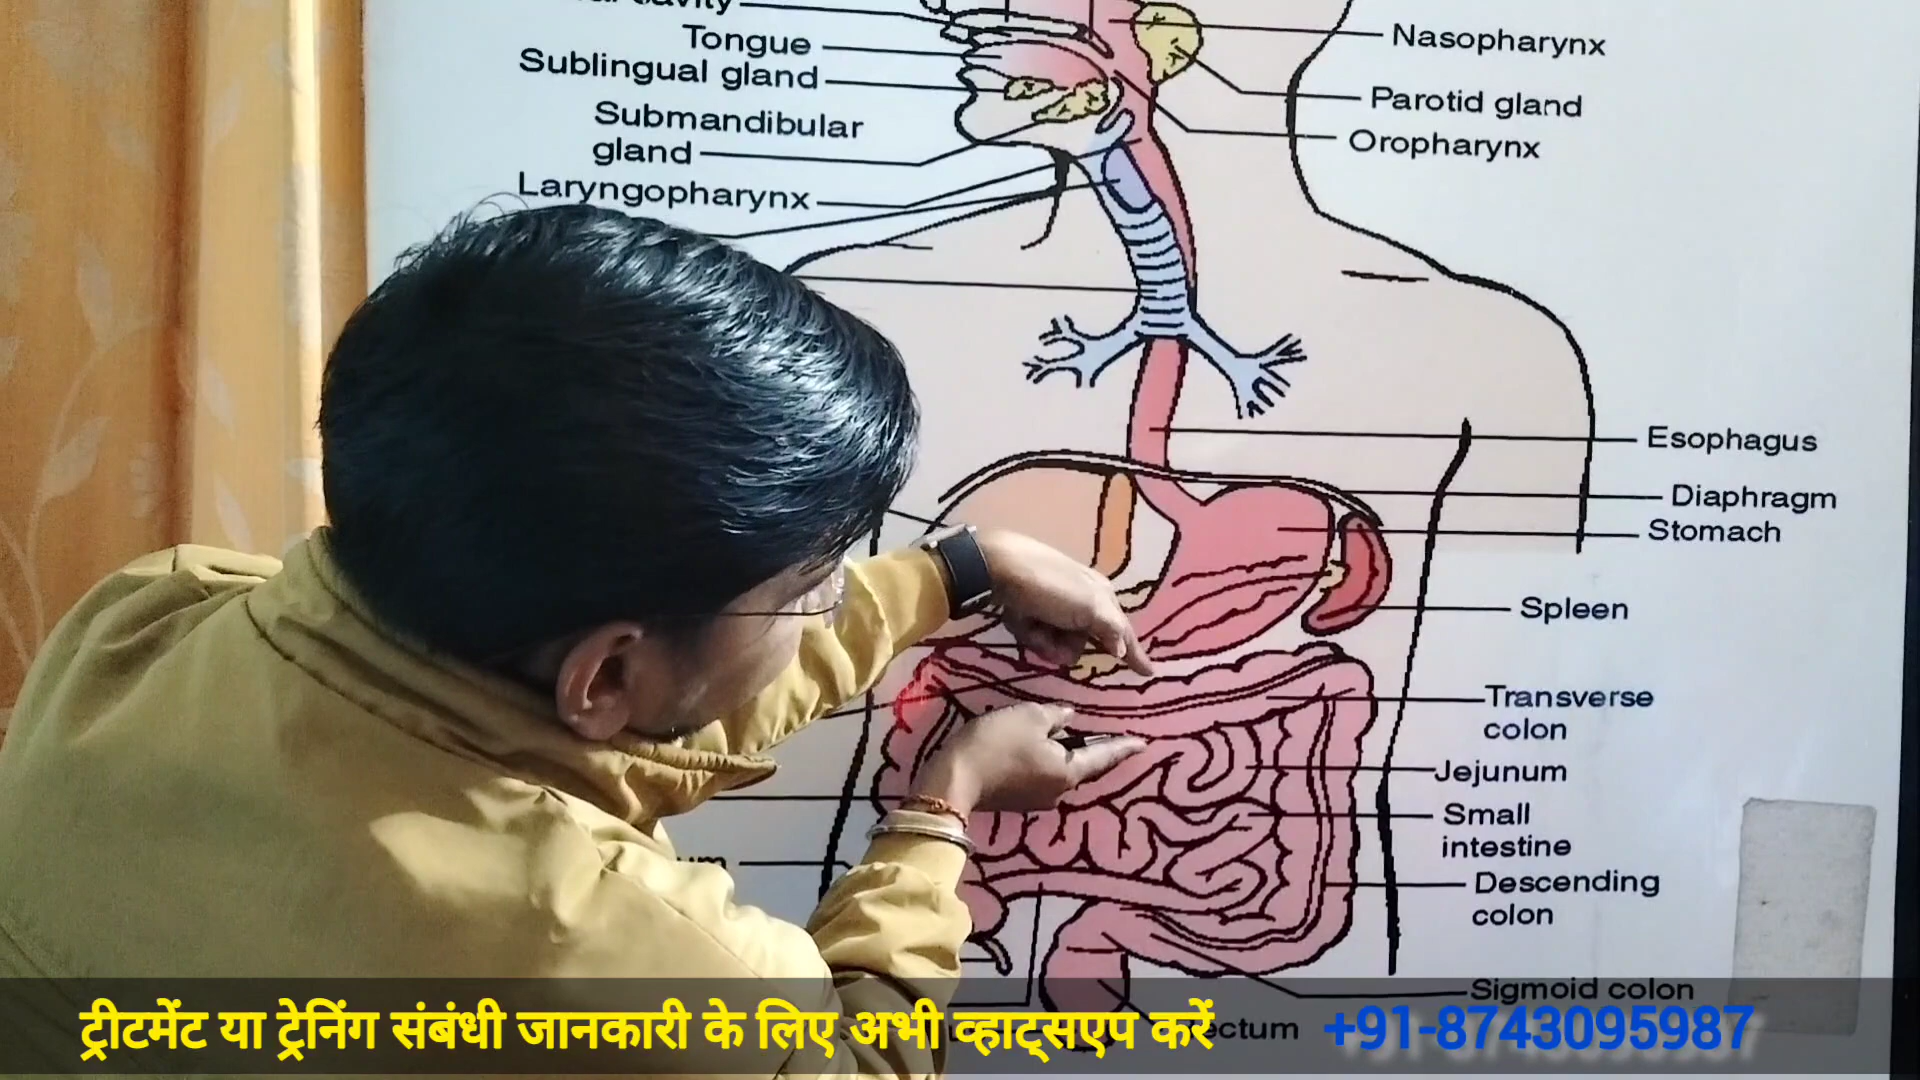 Tongue
Sublingual gland
Submandibular
gland
Laryngopharynx
Nasopharynx
Parotid gland
Oropharynx
Esophagus
Diaphragm
Stomach
Spleen
Transverse
colon
Jejunum
Small
intestine
Descending
colon
Sigmoid colon
ट्रीटमेंट या ट्रेनिंग संबंधी जानकारी के लिए अभी व्हाट्सएप करें +91-8743095987